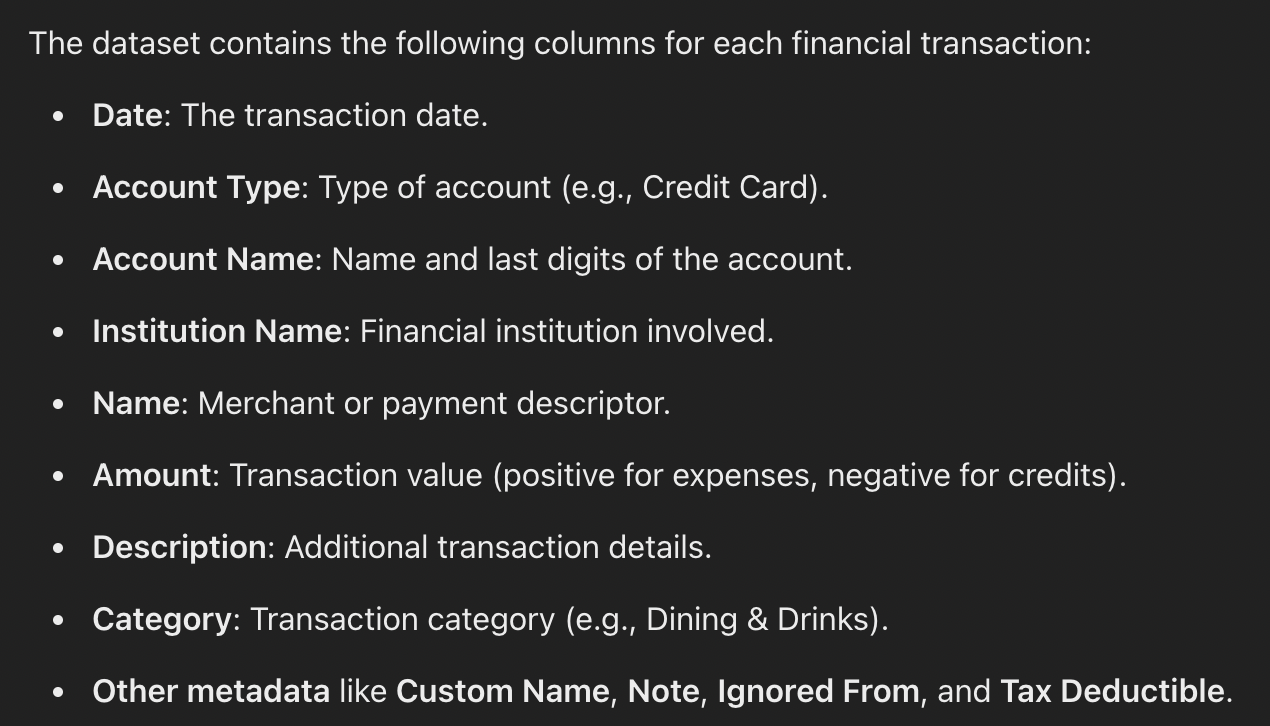 The dataset contains the following columns for each financial transaction:
• Date: The transaction date.
• Account Type: Type of account (e.g., Credit Card).
• Account Name: Name and last digits of the account.
• Institution Name: Financial institution involved.
• Name: Merchant or payment descriptor.
• Amount: Transaction value (positive for expenses, negative for credits).
• Description: Additional transaction details.
• Category: Transaction category (e.g., Dining & Drinks).
• Other metadata like Custom Name, Note, Ignored From, and Tax Deductible.